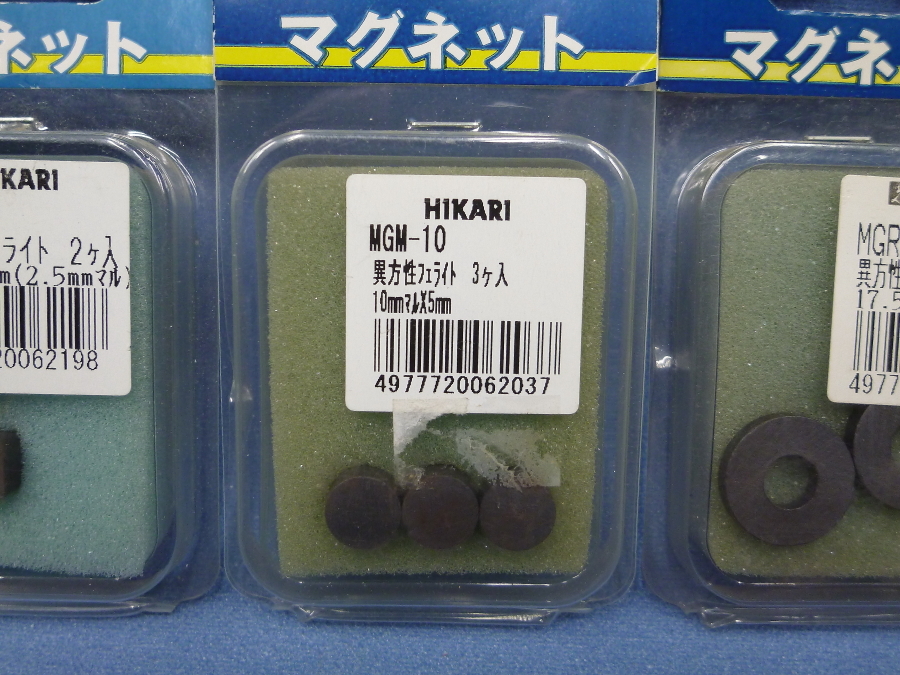 ネット
KARI
ライト 2ヶ入
m(2.5mmマル)
20062198
マグネット
HIKARI
MGM-10
異方性フェライト 3ヶ入
10mmマルX5mm
4977720062037
マグネ
MGR
異方性
17.5
4977